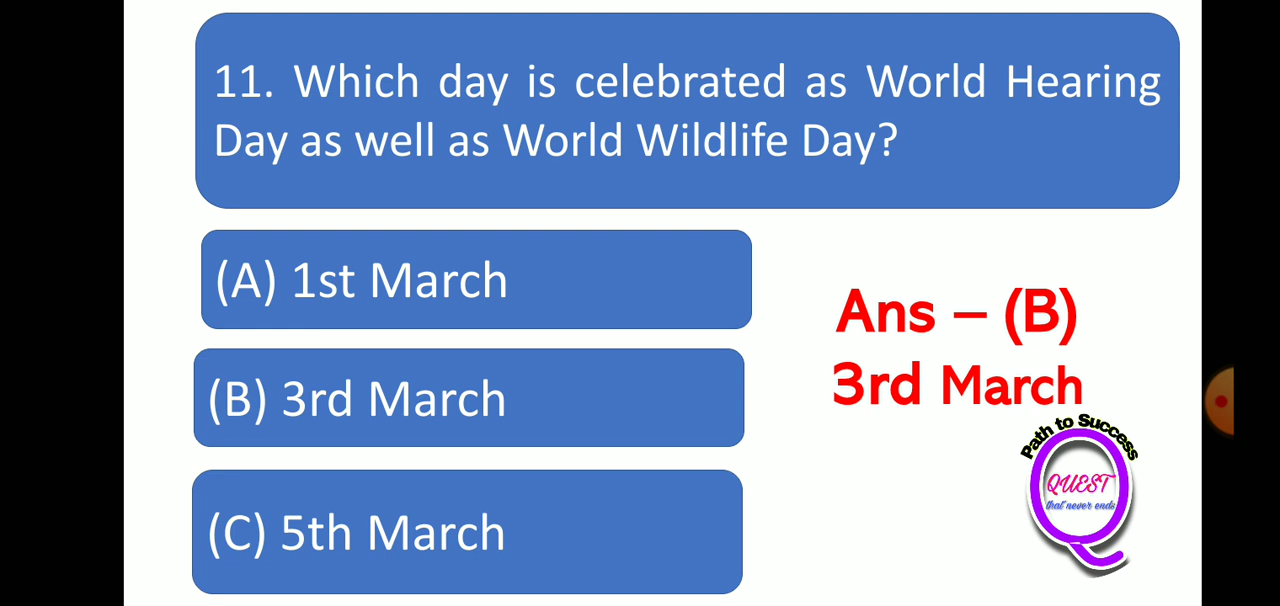 11. Which day is celebrated as World Hearing
Day as well as World Wildlife Day?
(A) 1st March
(B) 3rd March
(C) 5th March
Ans – (B)
3rd March
Path to Success
QUEST
that never ends